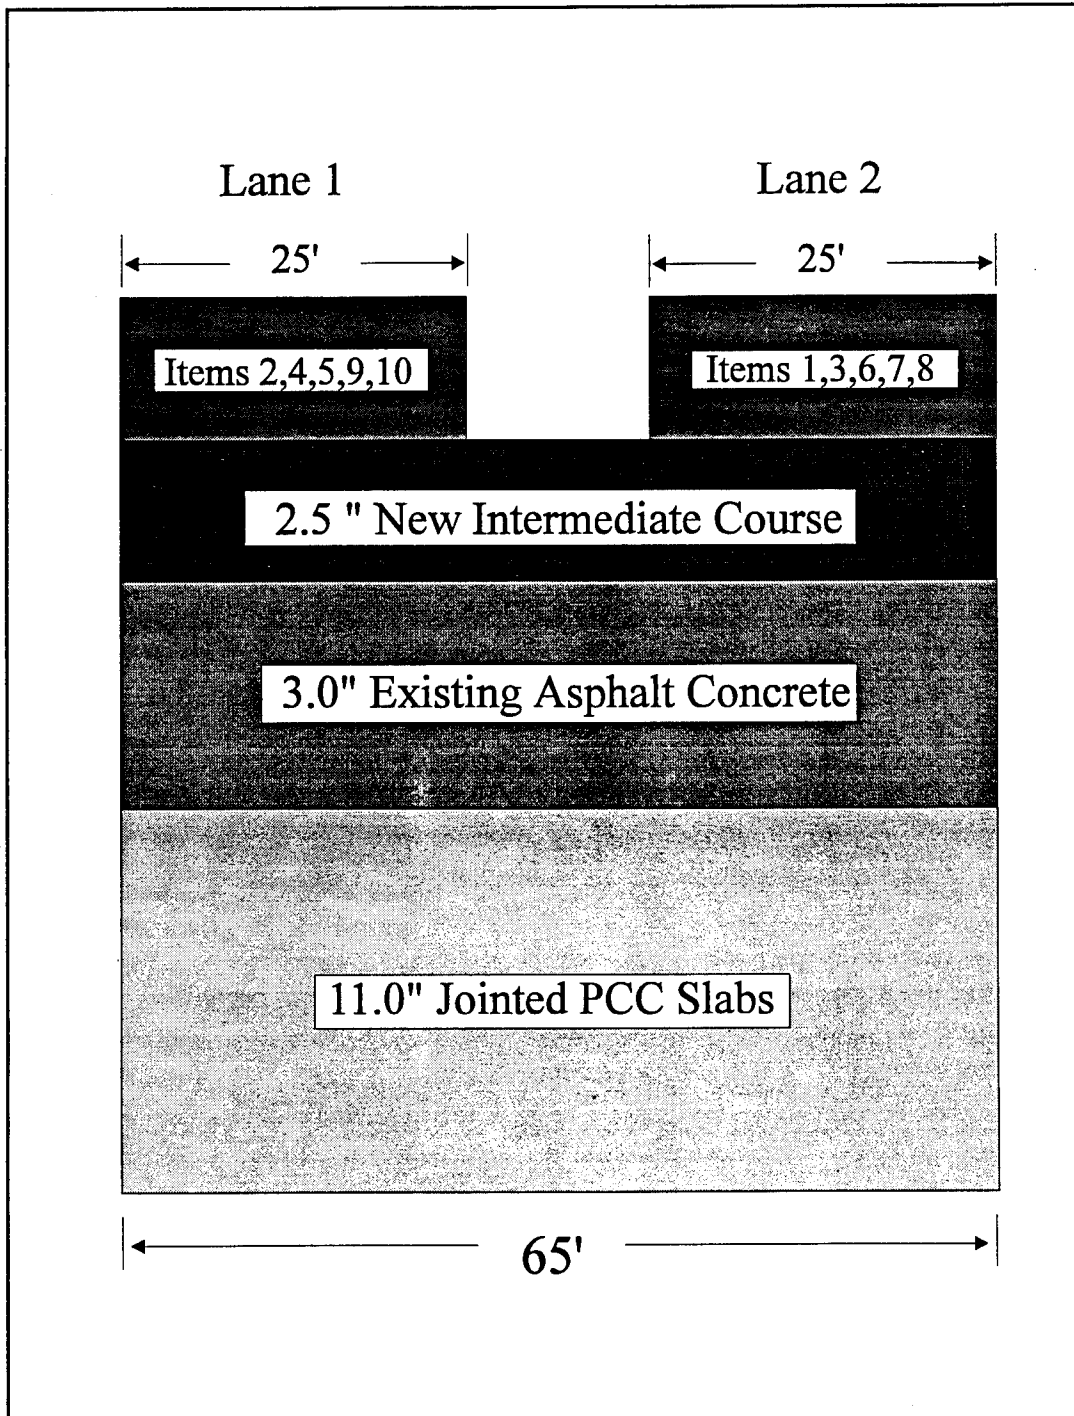 Lane 1
Lane 2
25'
25'
Items 2,4,5,9,10
Items 1,3,6,7,8
2.5 " New Intermediate Course
3.0" Existing Asphalt Concrete
11.0" Jointed PCC Slabs
65'